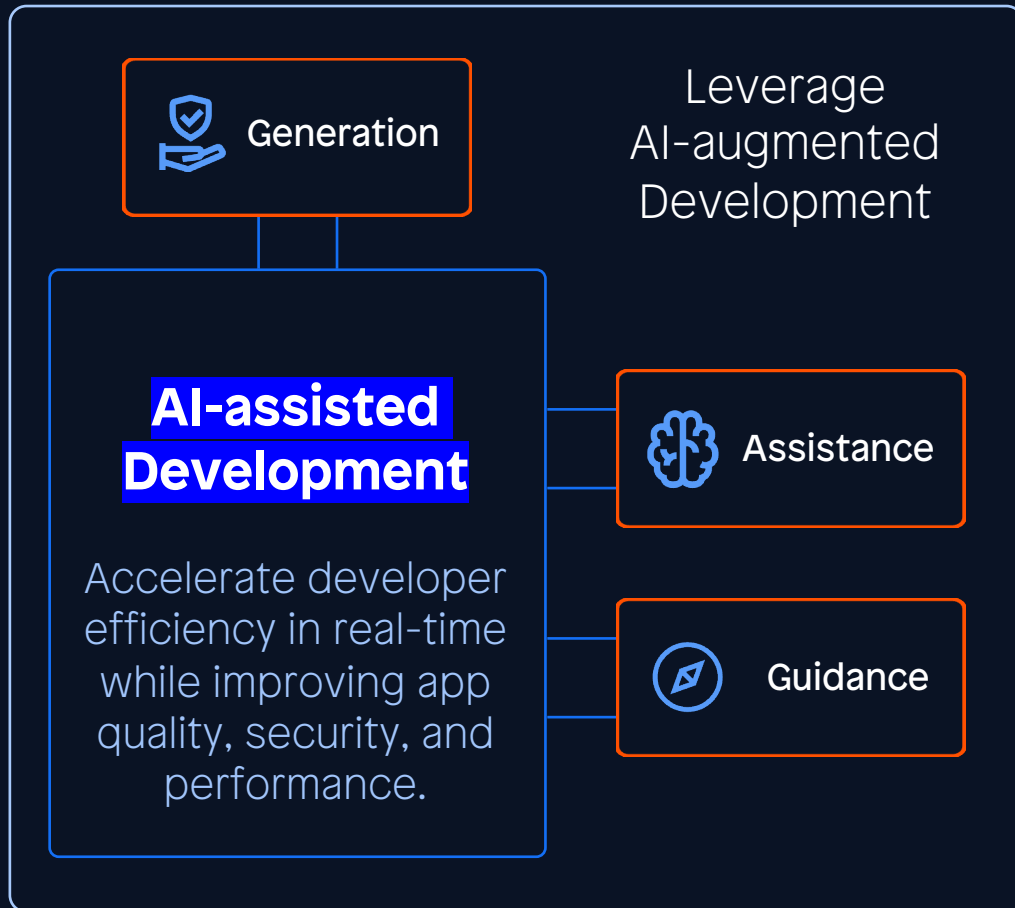 Generation
Leverage
AI-augmented
Development
AI-assisted
Development
Accelerate developer
efficiency in real-time
while improving app
quality, security, and
performance.
Assistance
Guidance